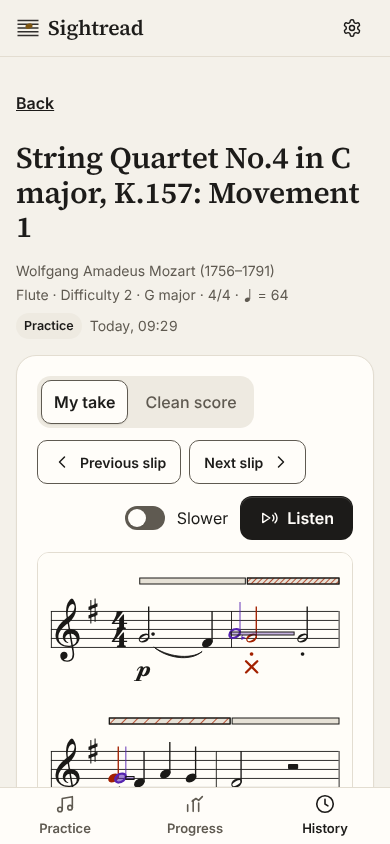 Sightread
Back
String Quartet No.4 in C
major, K.157: Movement
1
Wolfgang Amadeus Mozart (1756–1791)
Flute · Difficulty 2 · G major · 4/4 · ♩ = 64
Practice Today, 09:29
My take Clean score
Previous slip Next slip
Slower Listen
4
4
p
Practice Progress History